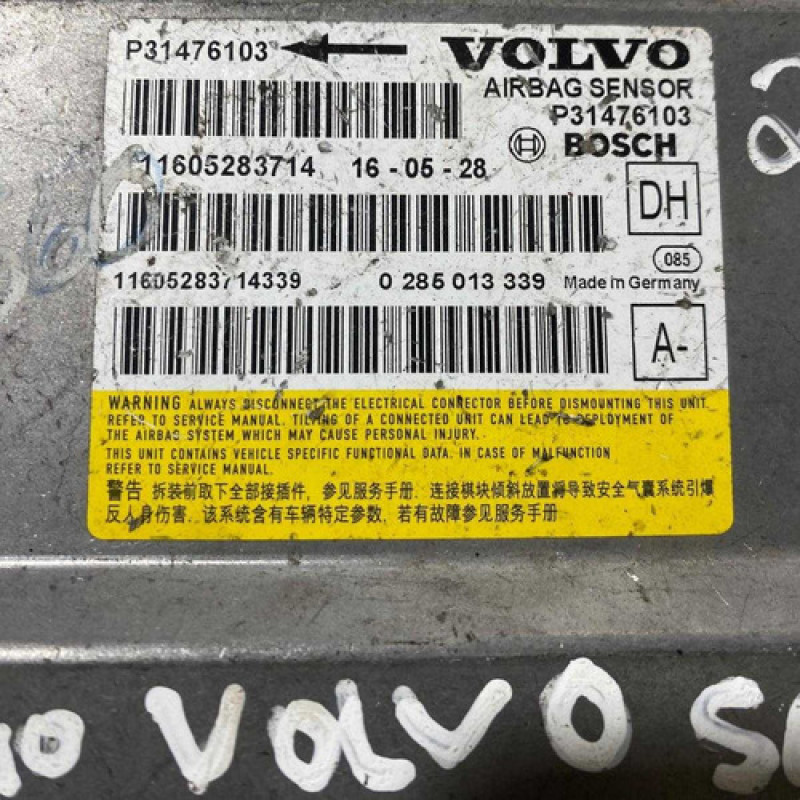 P31476103
VOLVO
AIRBAG SENSOR
P31476103
BOSCH
11605283714 16-05-28
DH
085
11605283714339 0 285 013 339 Made in Germany
A-
WARNING ALWAYS DISCONNECT THE ELECTRICAL CONNECTOR BEFORE DISMOUNTING THIS UNIT.
REFER TO SERVICE MANUAL. TILTING OF A CONNECTED UNIT CAN LEAD TO DEPLOYMENT OF
THE AIRBAG SYSTEM, WHICH MAY CAUSE PERSONAL INJURY.
THIS UNIT CONTAINS VEHICLE SPECIFIC FUNCTIONAL DATA. IN CASE OF MALFUNCTION
REFER TO SERVICE MANUAL.
警告 拆装前取下全部接插件, 参见服务手册. 连接模块倾斜放置将导致安全气囊系统引爆
反人身伤害. 该系统含有车辆特定参数, 若有故障参见服务手册
VOLVO